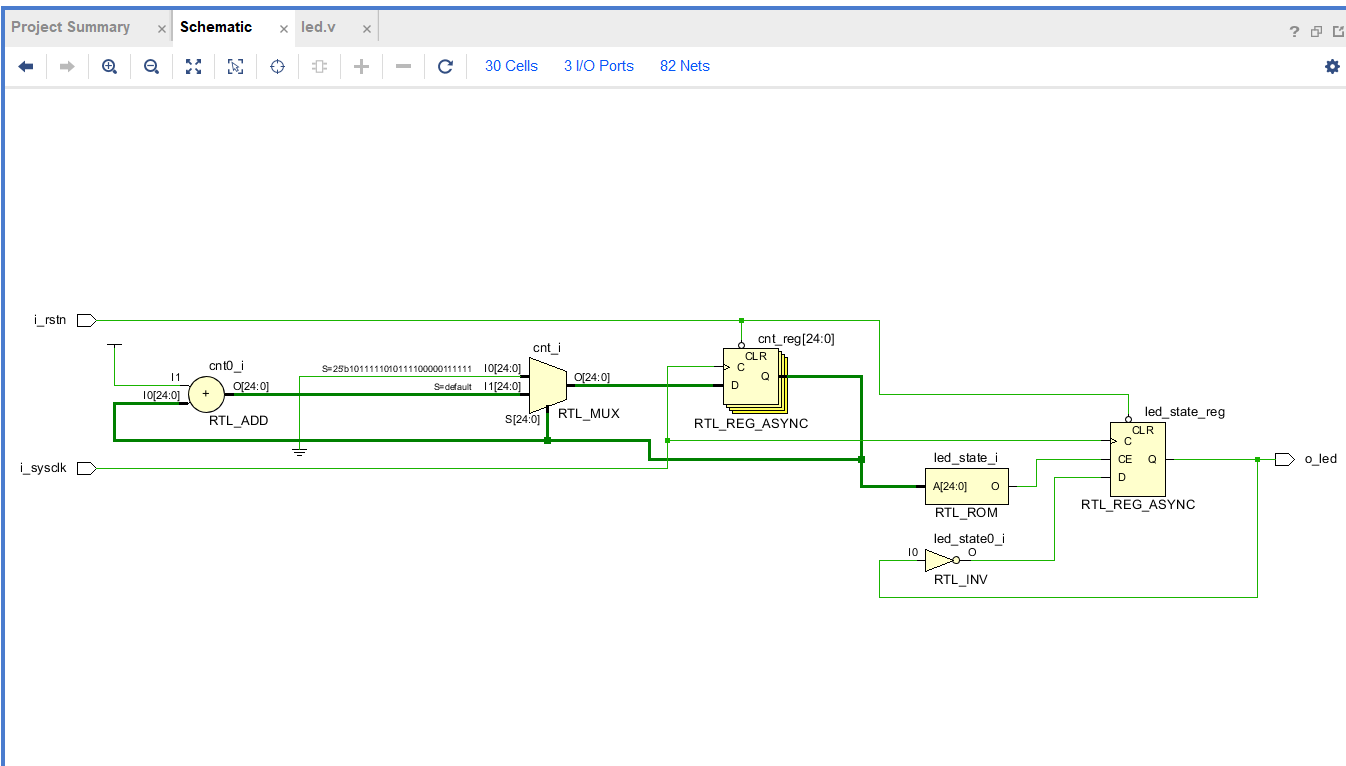 Project Summary × Schematic × led.v ×
?
30 Cells 3 I/O Ports 82 Nets
i_rstn
cnt_reg[24:0]
cnt_i
CLR
C
D
Q
RTL_REG_ASYNC
cnt0_i
S=25'b1011111010111100000111111 I0[24:0]
I1
O[24:0]
S=default I1[24:0]
O[24:0]
I0[24:0]
+
RTL_ADD
S[24:0]
RTL_MUX
i_sysclk
led_state_reg
CLR
C
CE
Q
D
RTL_REG_ASYNC
o_led
led_state_i
A[24:0] O
RTL_ROM
led_state0_i
I0 O
RTL_INV